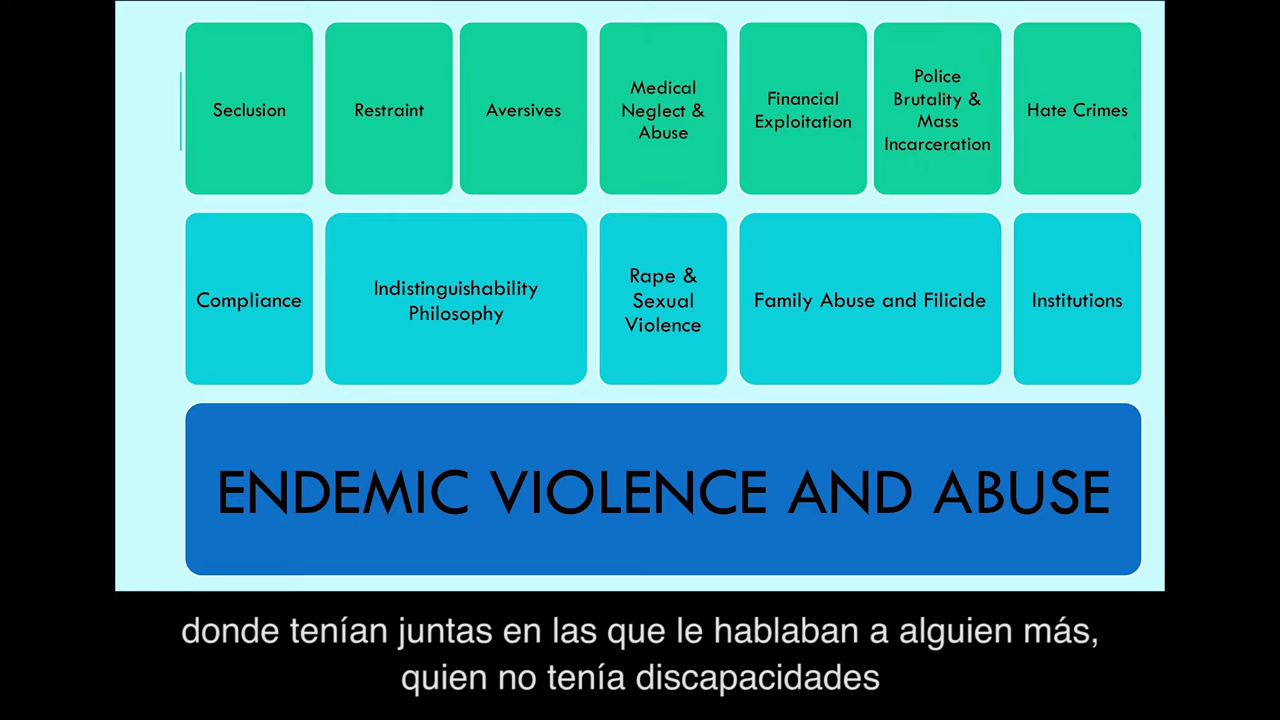 Seclusion
Restraint
Aversives
Medical
Neglect &
Abuse
Financial
Exploitation
Police
Brutality &
Mass
Incarceration
Hate Crimes
Compliance
Indistinguishability
Philosophy
Rape &
Sexual
Violence
Family Abuse and Filicide
Institutions
ENDEMIC VIOLENCE AND ABUSE
donde tenían juntas en las que le hablaban a alguien más,
quien no tenía discapacidades